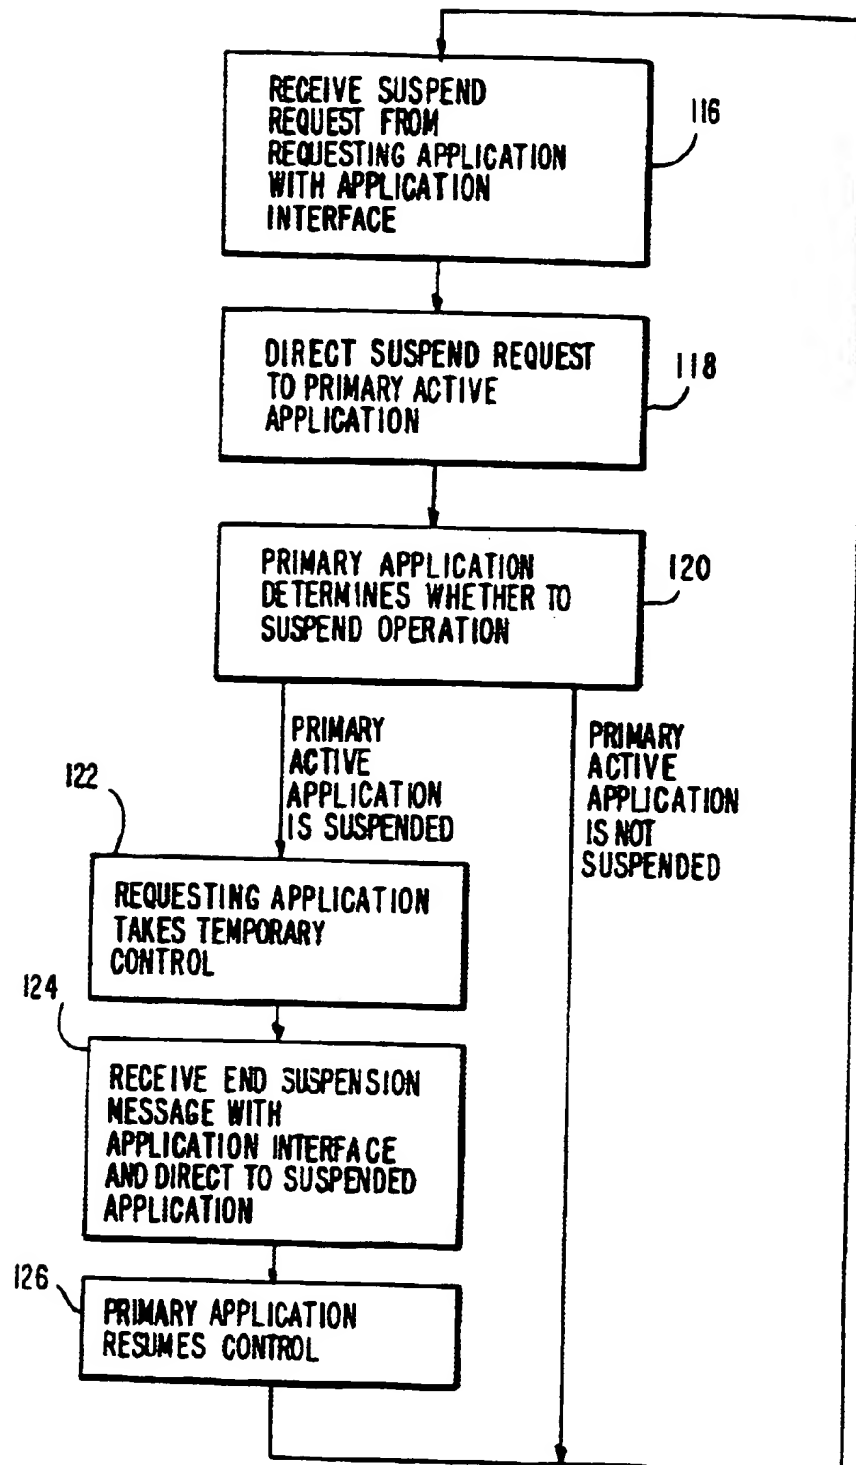 RECEIVE SUSPEND
REQUEST FROM
REQUESTING APPLICATION
WITH APPLICATION
INTERFACE
116
DIRECT SUSPEND REQUEST
TO PRIMARY ACTIVE
APPLICATION
118
PRIMARY APPLICATION
DETERMINES WHETHER TO
SUSPEND OPERATION
120
PRIMARY
ACTIVE
APPLICATION
IS SUSPENDED
PRIMARY
ACTIVE
APPLICATION
IS NOT
SUSPENDED
122
REQUESTING APPLICATION
TAKES TEMPORARY
CONTROL
124
RECEIVE END SUSPENSION
MESSAGE WITH
APPLICATION INTERFACE
AND DIRECT TO SUSPENDED
APPLICATION
126
PRIMARY APPLICATION
RESUMES CONTROL